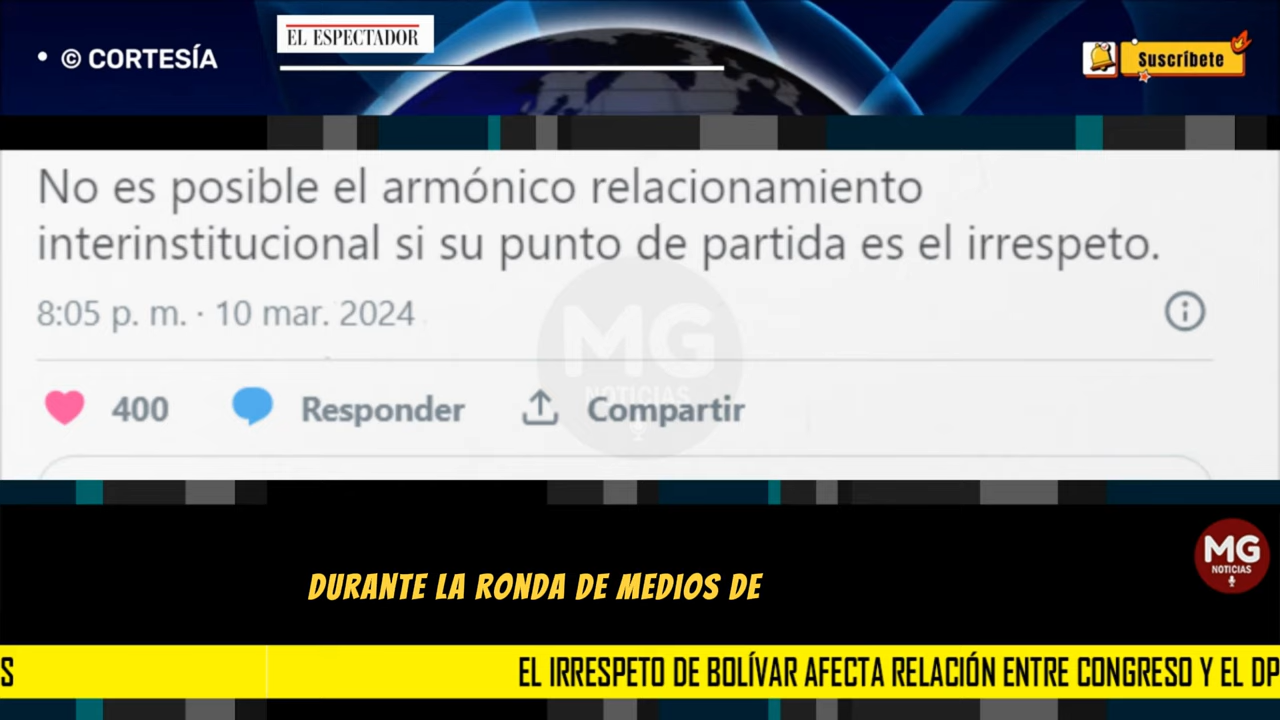 • © CORTESÍA
EL ESPECTADOR
Suscríbete
No es posible el armónico relacionamiento
interinstitucional si su punto de partida es el irrespeto.
8:05 p. m. · 10 mar. 2024
MG
NOTICIAS
400 Responder Compartir
MG
NOTICIAS
DURANTE LA RONDA DE MEDIOS DE
S EL IRRESPETO DE BOLÍVAR AFECTA RELACIÓN ENTRE CONGRESO Y EL DP